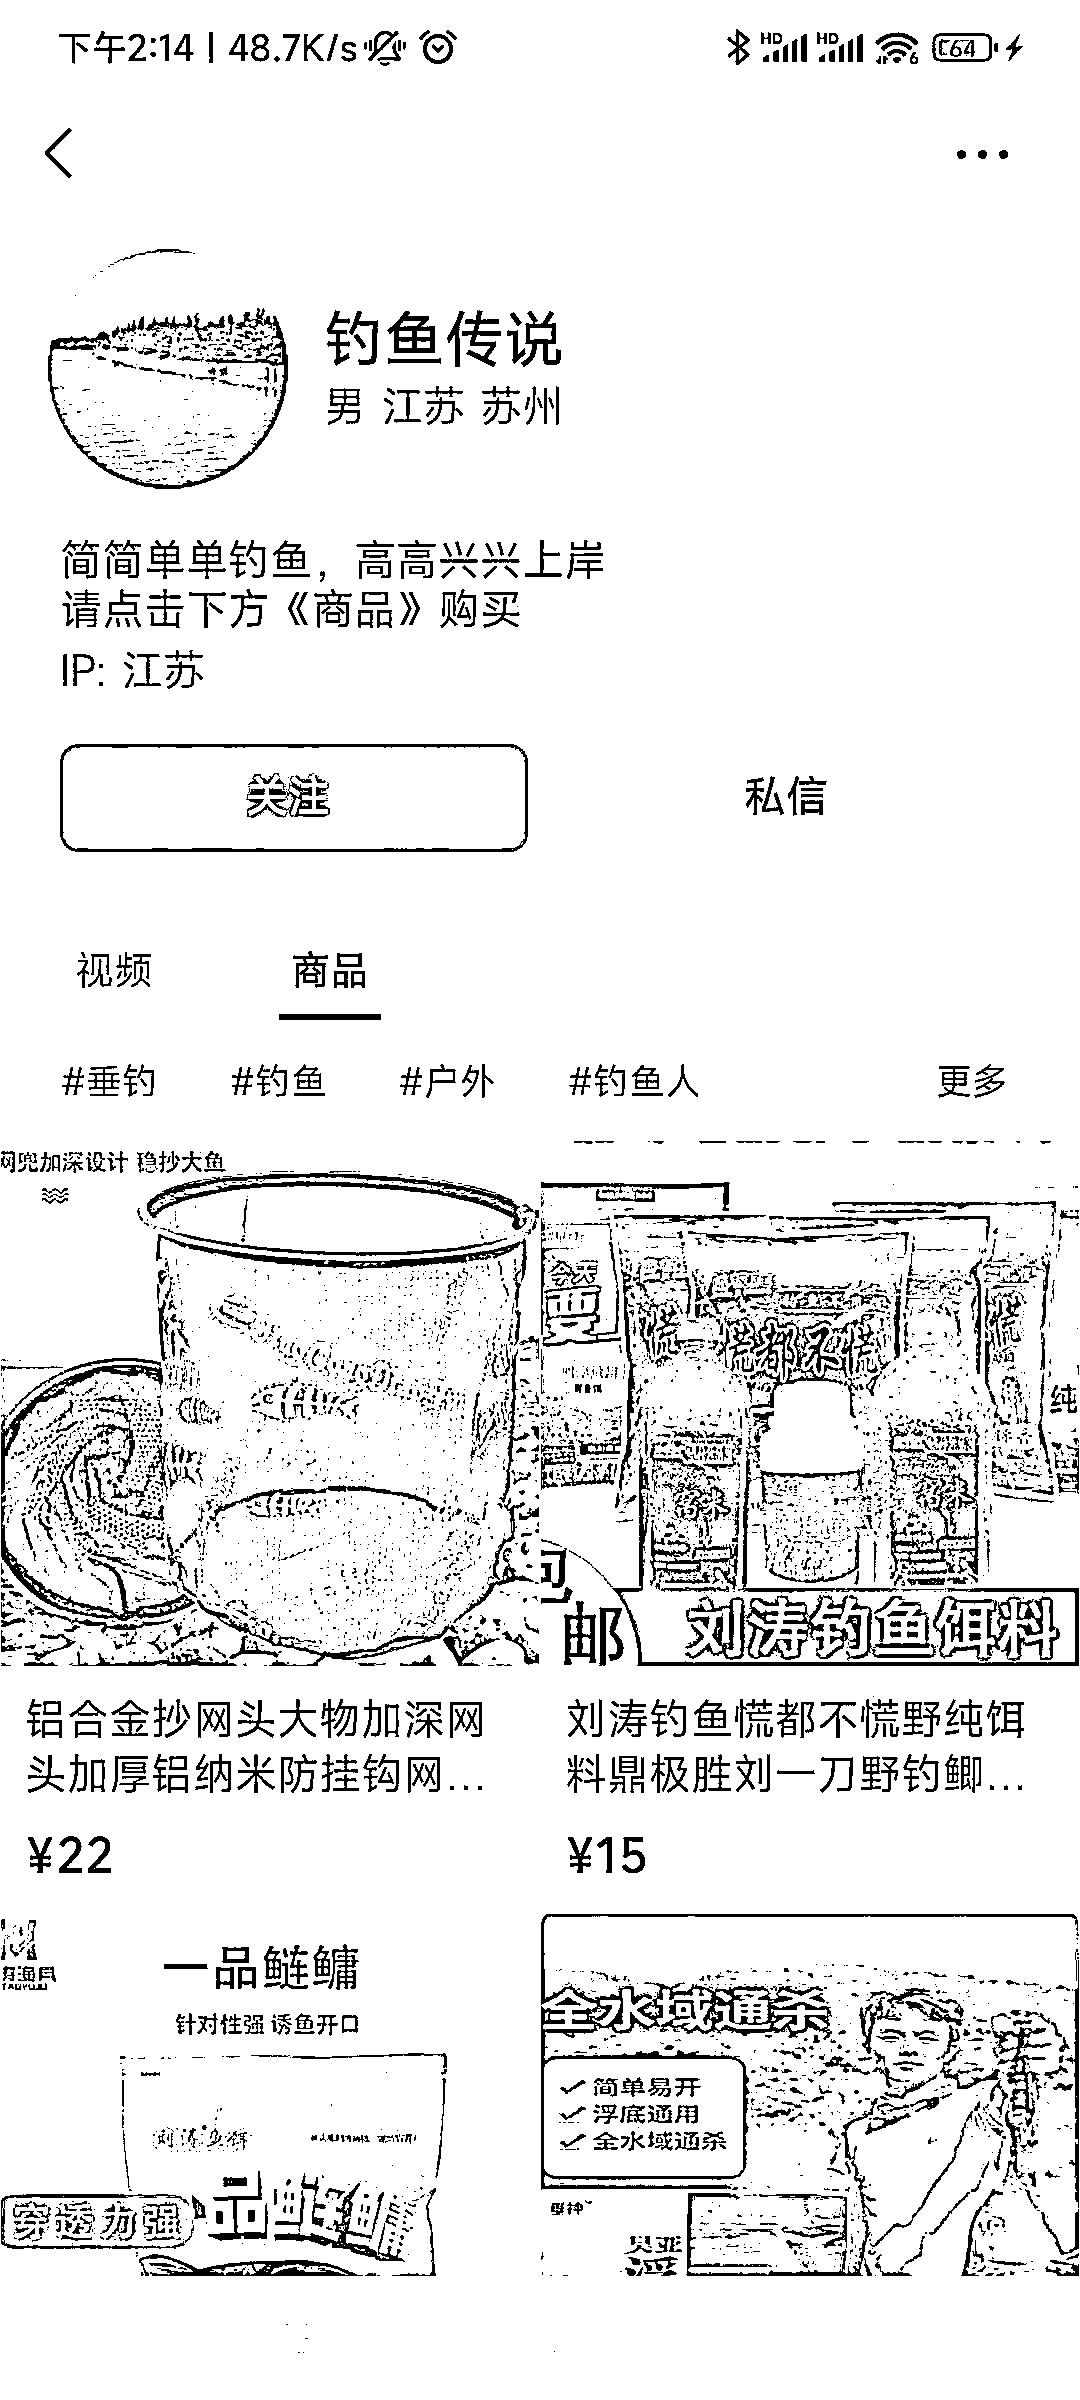 下午2:14 | 48.7K/s
HD HD 6 64
钓鱼传说
男 江苏 苏州
简简单单钓鱼，高高兴兴上岸
请点击下方《商品》购买
IP: 江苏
关注 私信
视频 商品
#垂钓 #钓鱼 #户外 #钓鱼人 更多
网兜加深设计 稳抄大鱼
慌都不慌
纯
包
邮
刘涛钓鱼饵料
铝合金抄网头大物加深网
头加厚铝纳米防挂钩网...
刘涛钓鱼慌都不慌野纯饵
料鼎极胜刘一刀野钓鲫...
¥22
¥15
一品鲢鳙
针对性强 诱鱼开口
穿透力强
全水域通杀
简单易开
浮底通用
全水域通杀